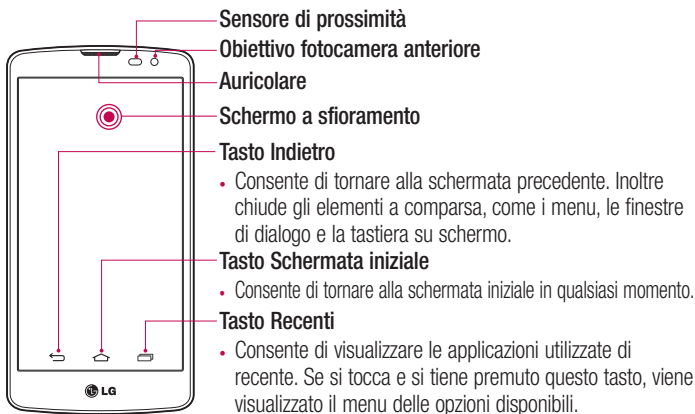 Sensore di prossimità
Obiettivo fotocamera anteriore
Auricolare
Schermo a sfioramento
Tasto Indietro
• Consente di tornare alla schermata precedente. Inoltre
chiude gli elementi a comparsa, come i menu, le finestre
di dialogo e la tastiera su schermo.
Tasto Schermata iniziale
• Consente di tornare alla schermata iniziale in qualsiasi momento.
Tasto Recenti
• Consente di visualizzare le applicazioni utilizzate di
recente. Se si tocca e si tiene premuto questo tasto, viene
visualizzato il menu delle opzioni disponibili.
LG